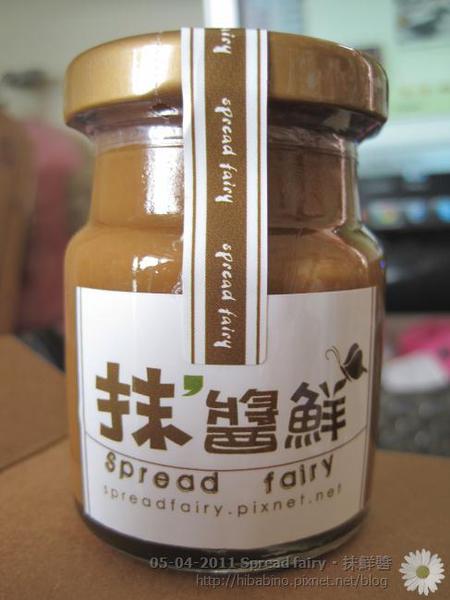 spread fairy
spread fairy
抹'醬鮮
Spread fairy
spreadfairy.pixnet.net
05-04-2011 Spread fairy・抹鮮醬
http://hibabino.pixnet.net/blog